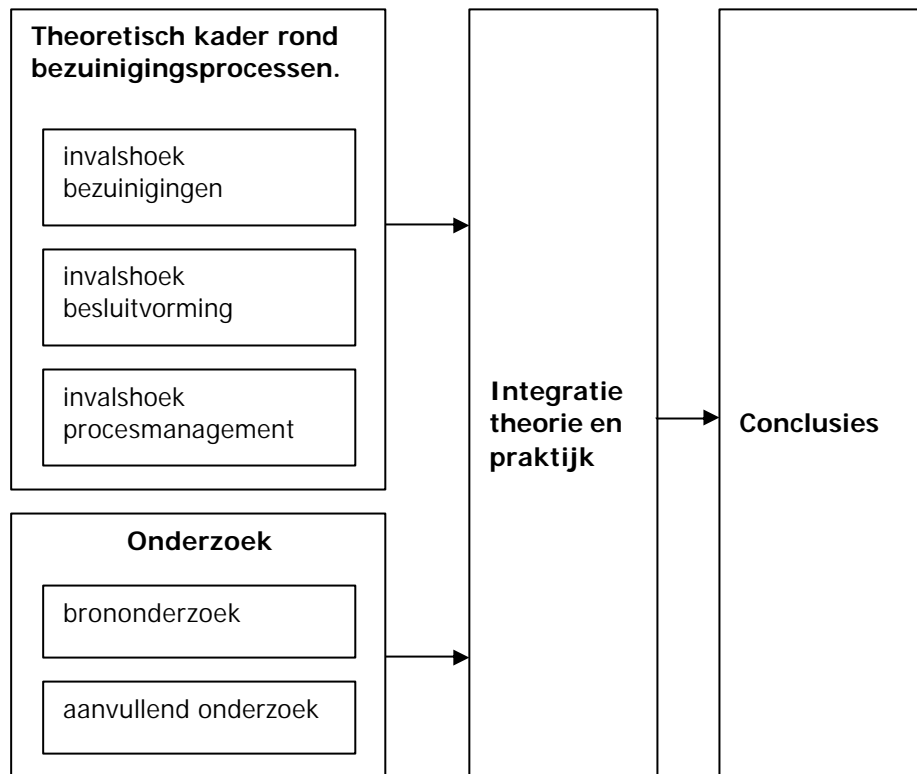 Theoretisch kader rond
bezuinigingsprocessen.
invalshoek
bezuinigingen
invalshoek
besluitvorming
invalshoek
procesmanagement
Onderzoek
brononderzoek
aanvullend onderzoek
Integratie
theorie en
praktijk
Conclusies